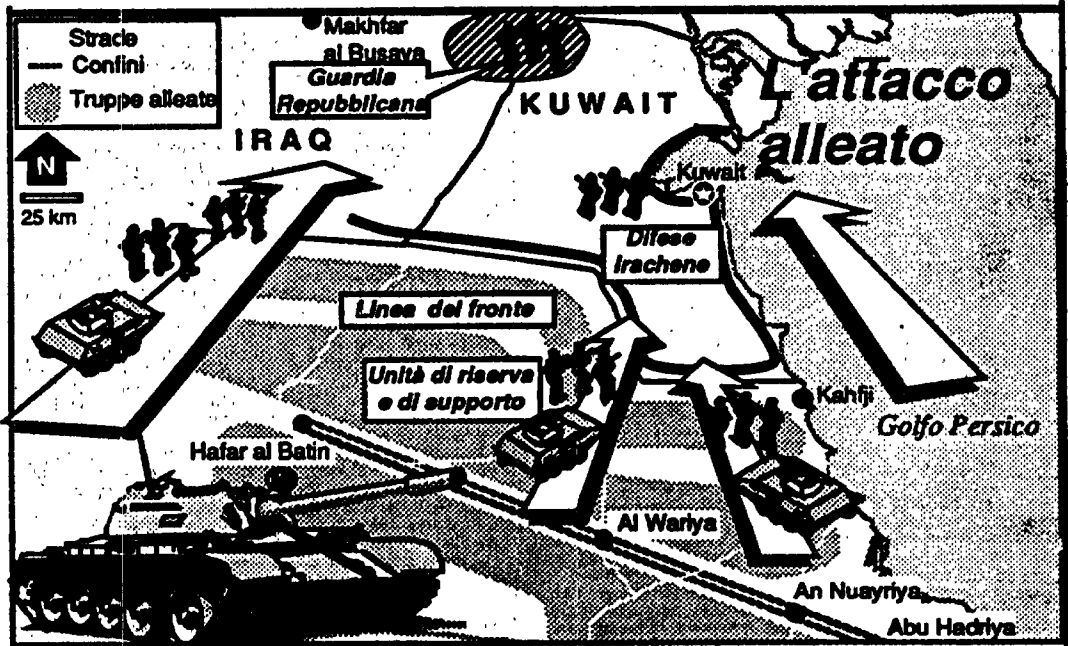 Strade
Confini
Truppe alleate
N
25 km
Makhfar
al Busaya
Guardia
Repubblicana
KUWAIT
IRAQ
L'attacco
alleato
Kuwait
Difese
Irachene
Linea del fronte
Unità di riserva
e di supporto
Kahfji
Golfo Persico
Hafar al Batin
Al Wariya
An Nuayriya
Abu Hadriya